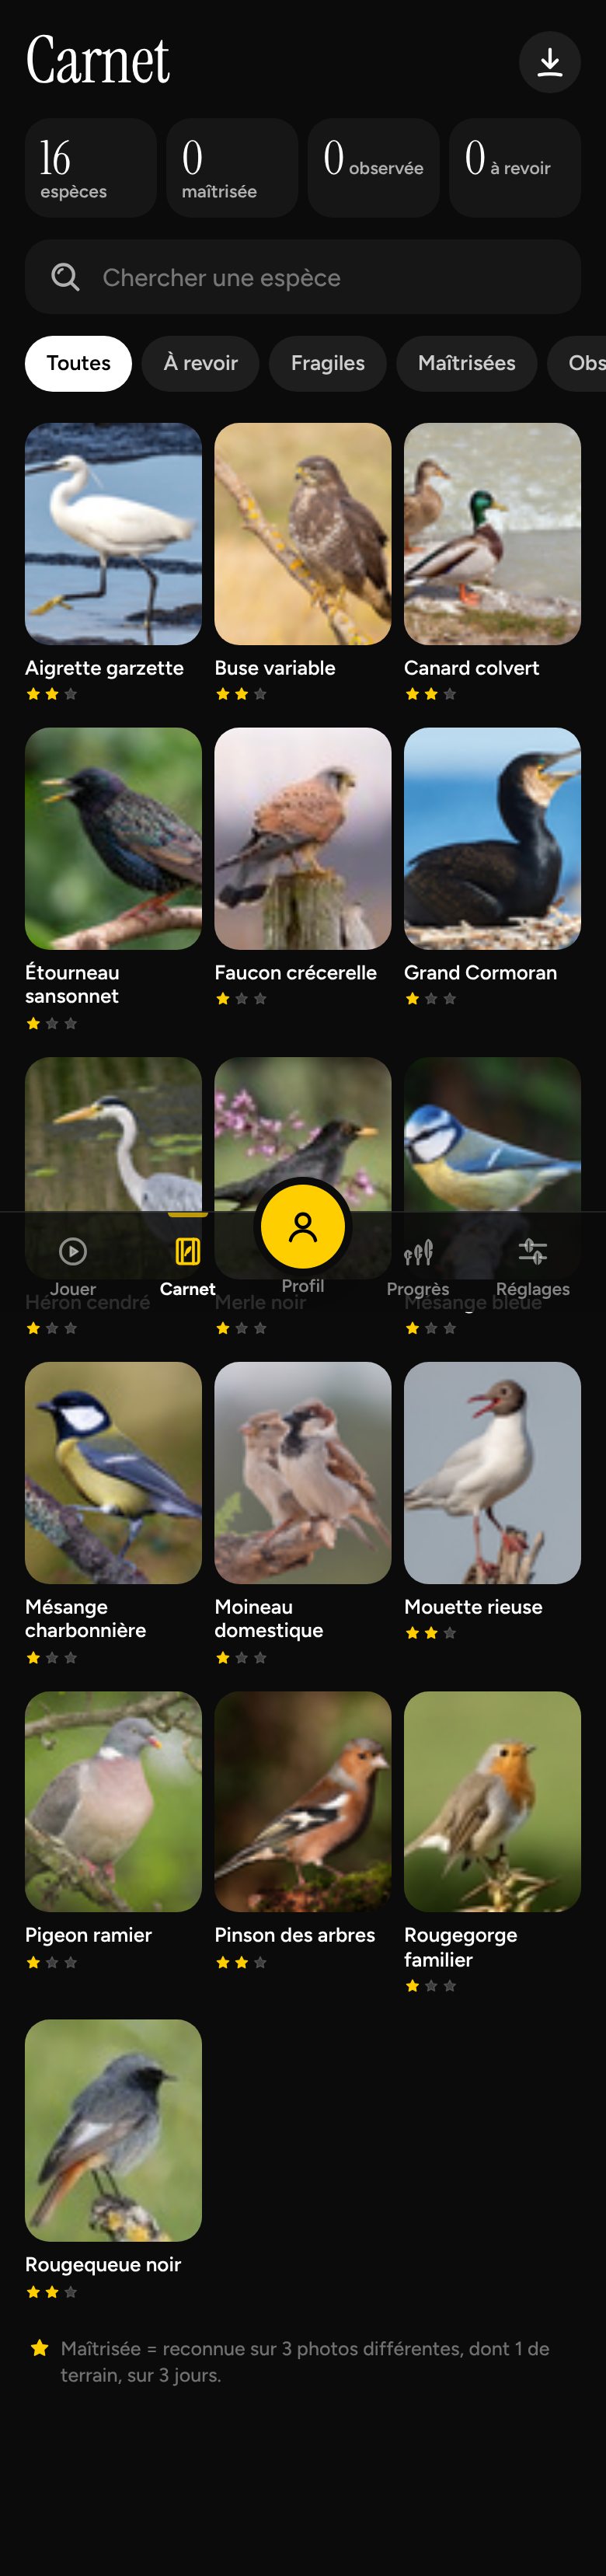 Carnet
16
espèces
0
maîtrisée
0 observée
0 à revoir
Chercher une espèce
Toutes
À revoir
Fragiles
Maîtrisées
Obs
Aigrette garzette
Buse variable
Canard colvert
Étourneau
sansonnet
Faucon crécerelle
Grand Cormoran
Jouer
Carnet
Profil
Progrès
Réglages
Héron cendré
Merle noir
Mésange bleue
Mésange
charbonnière
Moineau
domestique
Mouette rieuse
Pigeon ramier
Pinson des arbres
Rougegorge
familier
Rougequeue noir
Maîtrisée = reconnue sur 3 photos différentes, dont 1 de
terrain, sur 3 jours.